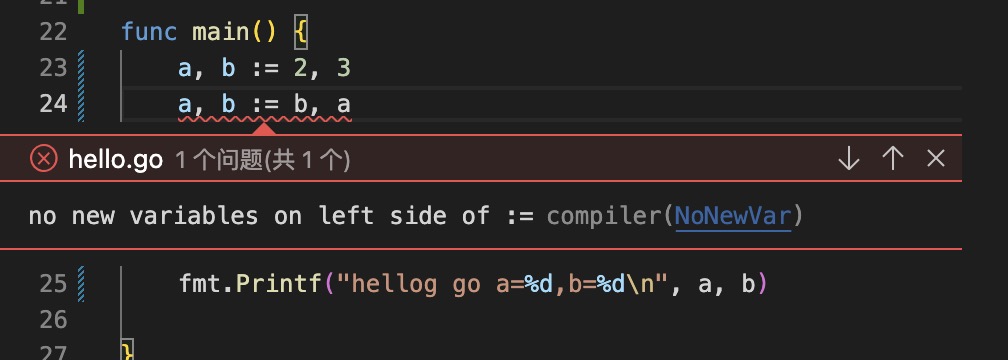 21
22 func main() {
23 a, b := 2, 3
24 a, b := b, a
hello.go 1 个问题(共 1 个)
no new variables on left side of := compiler(NoNewVar)
25 fmt.Printf("hellog go a=%d,b=%d\n", a, b)
26
27 }